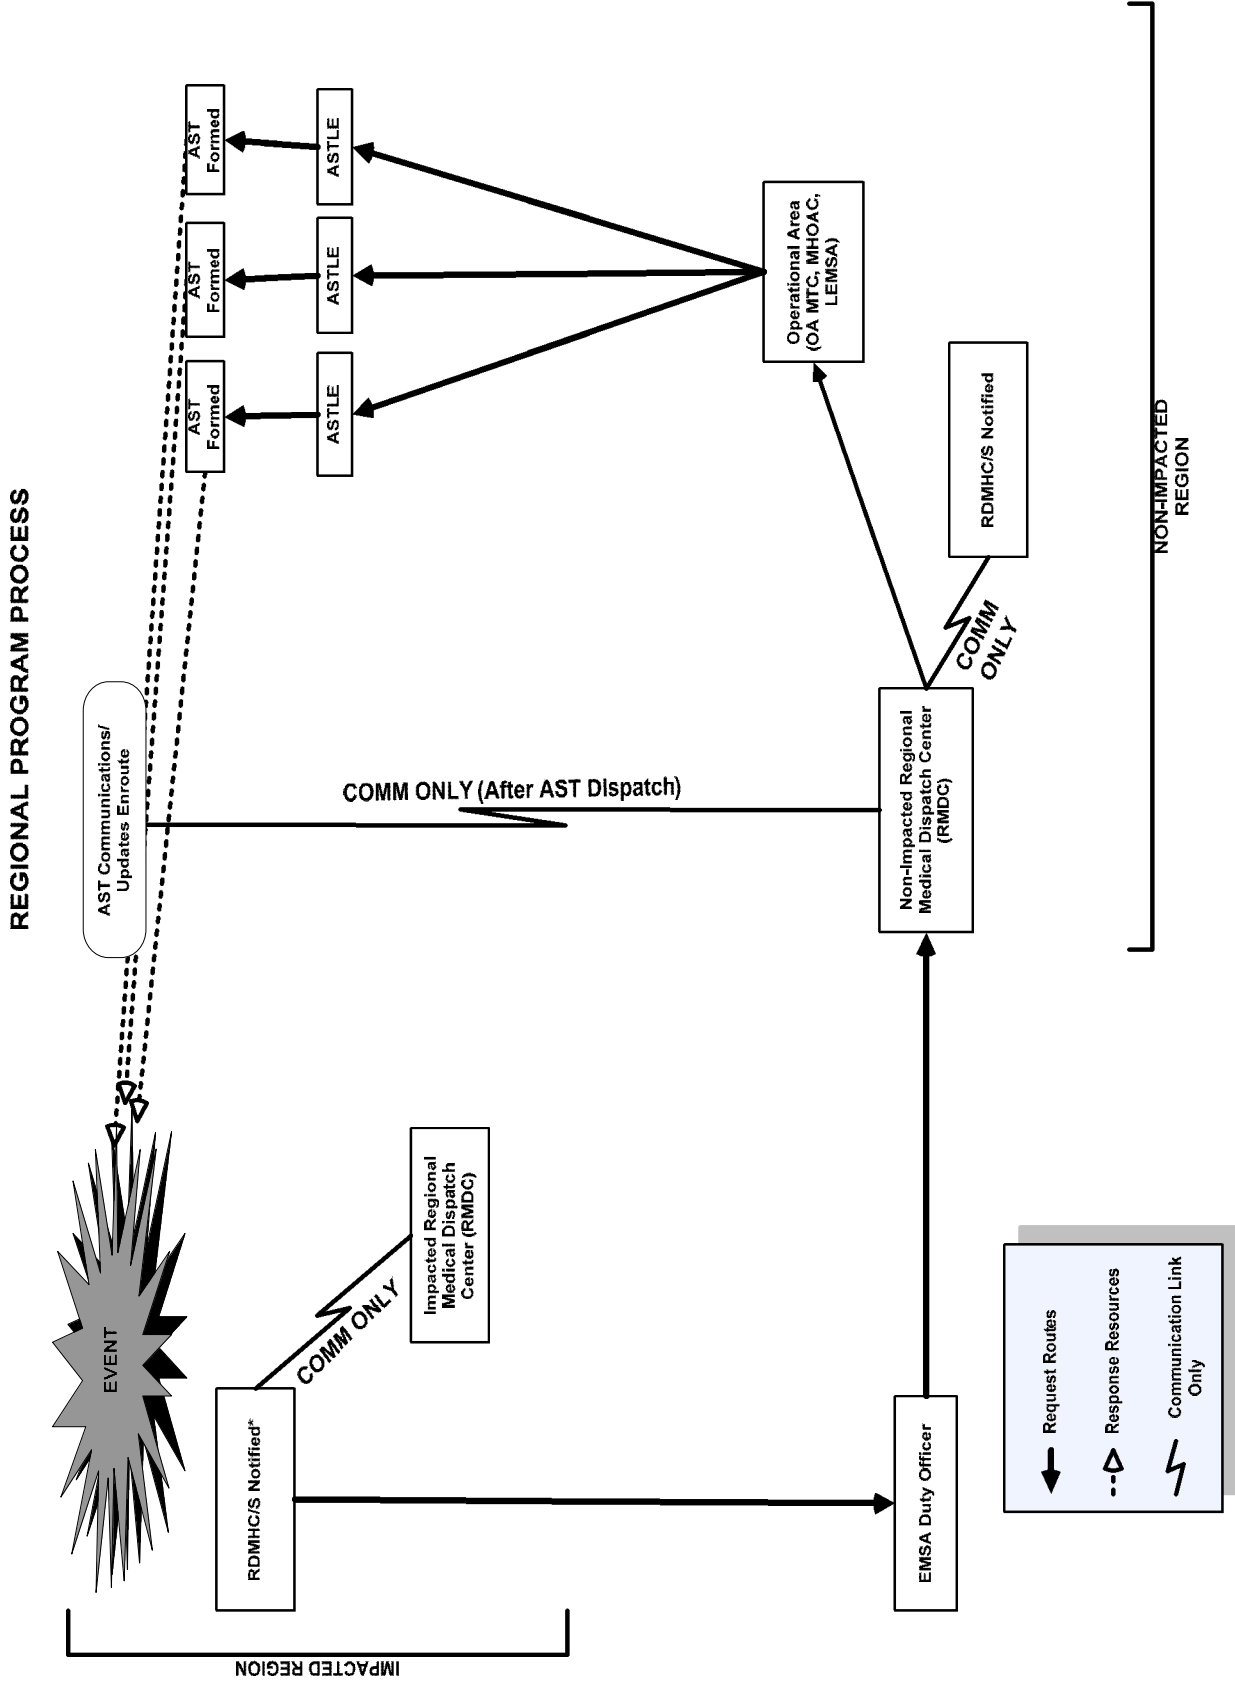 REGIONAL PROGRAM PROCESS
EVENT
AST Communications/
Updates Enroute
AST
Formed
AST
Formed
AST
Formed
RDMHC/S Notified*
COMM ONLY
Impacted Regional
Medical Dispatch
Center (RMDC)
COMM ONLY (After AST Dispatch)
ASTLE
ASTLE
ASTLE
IMPACTED REGION
EMSA Duty Officer
Non-Impacted Regional
Medical Dispatch Center
(RMDC)
COMM
ONLY
Operational Area
(OA MTC, MHOAC,
LEMSA)
RDMHC/S Notified
Request Routes
Response Resources
Communication Link
Only
NON-IMPACTED
REGION